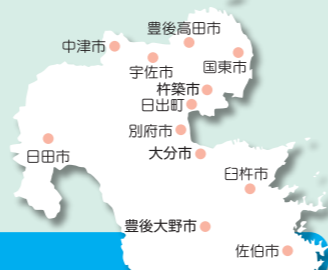 豊後高田市
中津市
宇佐市
国東市
杵築市
日出町
別府市
大分市
日田市
臼杵市
豊後大野市
佐伯市